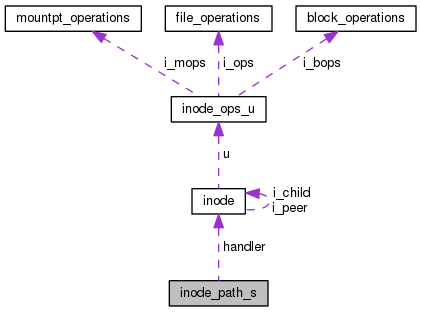 mountpt_operations file_operations block_operations
i_mops i_ops i_bops
inode_ops_u
u
inode
i_child
i_peer
handler
inode_path_s